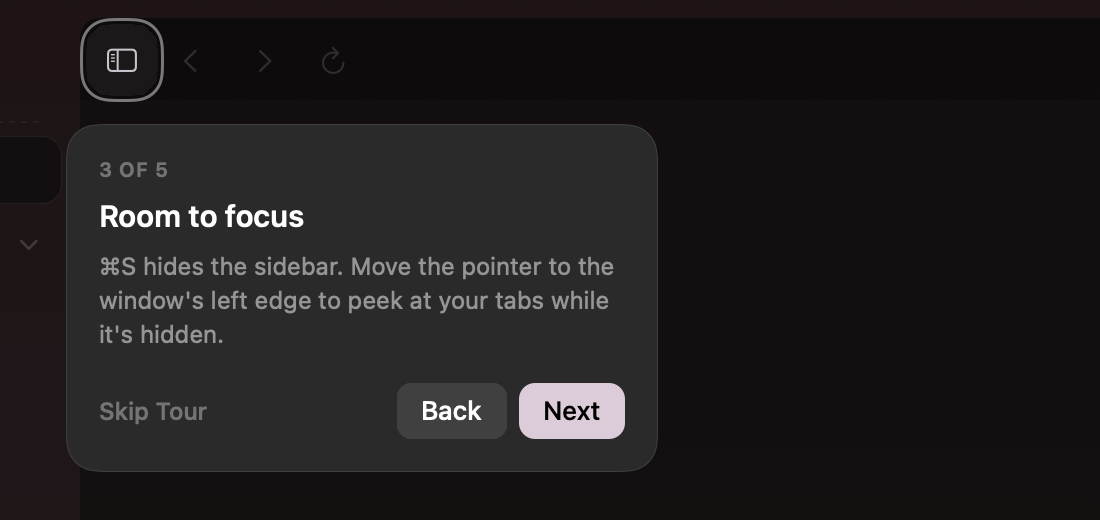 3 OF 5
Room to focus
⌘S hides the sidebar. Move the pointer to the
window's left edge to peek at your tabs while
it's hidden.
Skip Tour
Back
Next